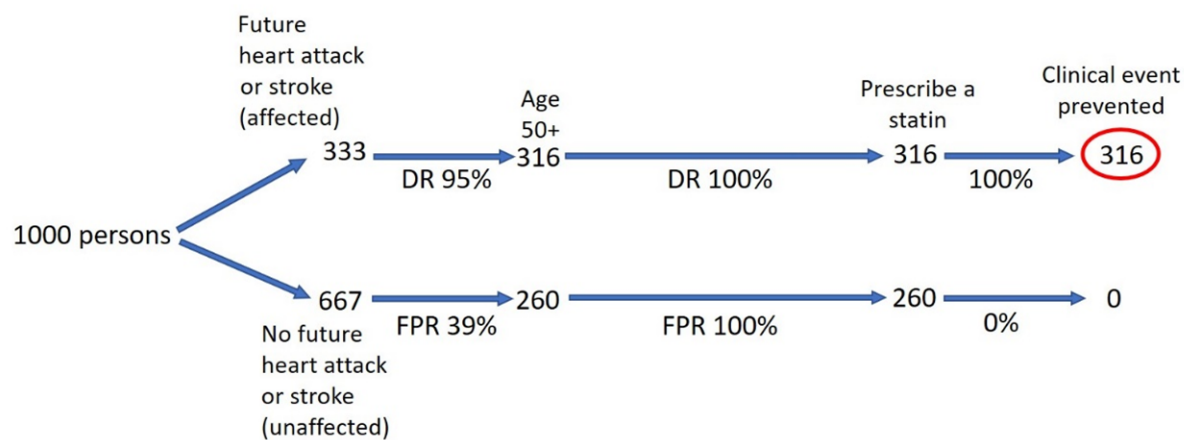 Future
heart attack
or stroke
(affected)
Age
50+
Prescribe a
statin
Clinical event
prevented
333
316
316
316
DR 95%
DR 100%
100%
1000 persons
667
260
260
0
FPR 39%
FPR 100%
0%
No future
heart attack
or stroke
(unaffected)